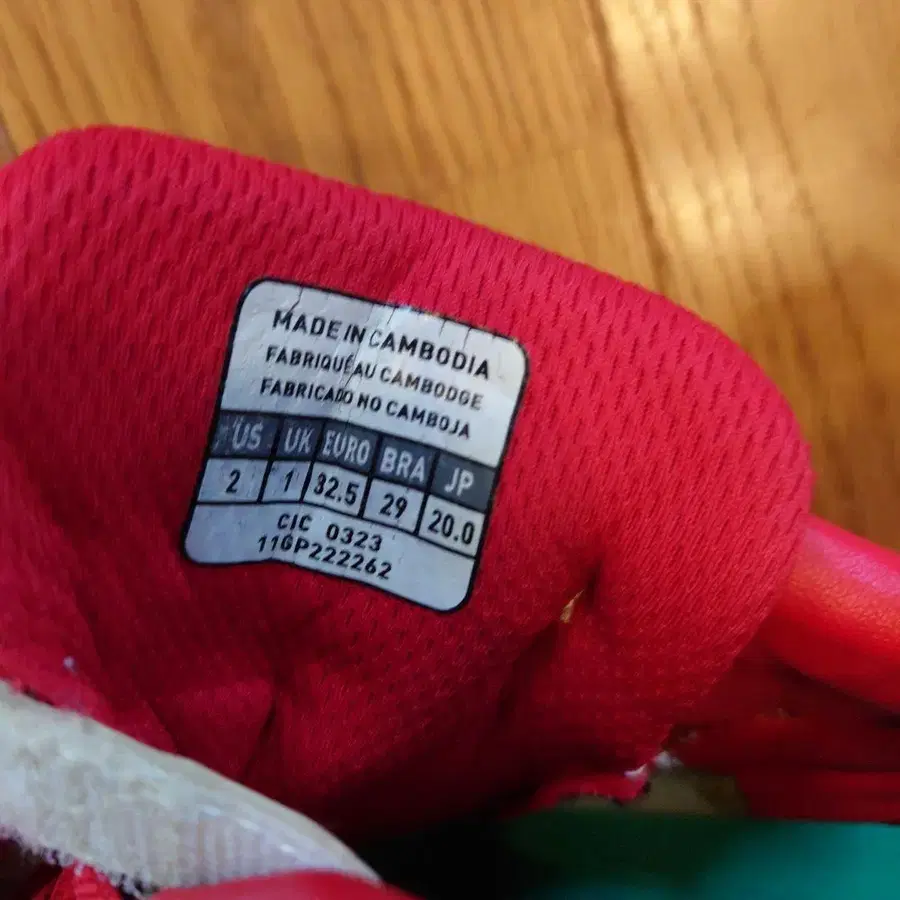 MADE IN CAMBODIA
FABRIQUÉ AU CAMBODGE
FABRICADO NO CAMBOJA
US UK EURO BRA JP
2 1 32.5 29 20.0
CIC 0323
11GP222262